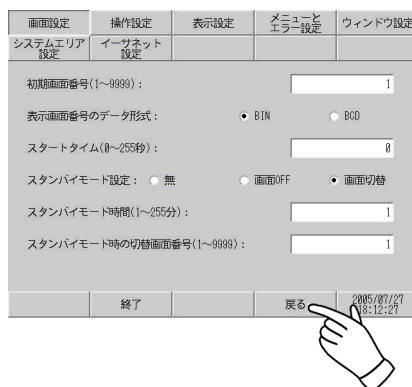 画面設定 操作設定 表示設定 メニューと エラー設定 ウィンドウ設定
システムエリア 設定 イーサネット 設定
初期画面番号(1～9999)： 1
表示画面番号のデータ形式： BIN BCD
スタートタイム(0～255秒)： 0
スタンバイモード設定： 無 画面OFF 画面切替
スタンバイモード時間(1～255分)： 1
スタンバイモード時の切替画面番号(1～9999)： 1
終了 戻る 2005/07/27
18:12:27